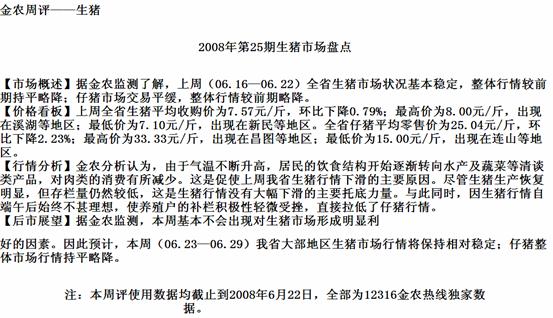 金农周评——生猪
2008年第25期生猪市场盘点
【市场概述】据金农监测了解，上周（06.16—06.22）全省生猪市场状况基本稳定，整体行情较前
期持平略降；仔猪市场交易平缓，整体行情较前期略降。
【价格看板】上周全省生猪平均收购价为7.57元/斤，环比下降0.79%；最高价为8.00元/斤，出现
在溪湖等地区；最低价为7.10元/斤，出现在新民等地区。全省仔猪平均零售价为25.04元/斤，环
比下降2.23%；最高价为33.33元/斤，出现在昌图等地区；最低价为15.00元/斤，出现在连山等地
区。
【行情分析】金农分析认为，由于气温不断升高，居民的饮食结构开始逐渐转向水产及蔬菜等清淡
类产品，对肉类的消费有所减少。这是促使上周我省生猪行情下滑的主要原因。尽管生猪生产恢复
明显，但存栏量仍然较低，这是生猪行情没有大幅下滑的主要托底力量。与此同时，因生猪行情自
端午后始终不甚理想，使养殖户的补栏积极性轻微受挫，直接拉低了仔猪行情。
【后市展望】据金农监测，本周基本不会出现对生猪市场形成明显利
好的因素。因此预计，本周（06.23—06.29）我省大部地区生猪市场行情将保持相对稳定；仔猪整
体市场行情持平略降。
注：本周评使用数据均截止到2008年6月22日，全部为12316金农热线独家数
据。